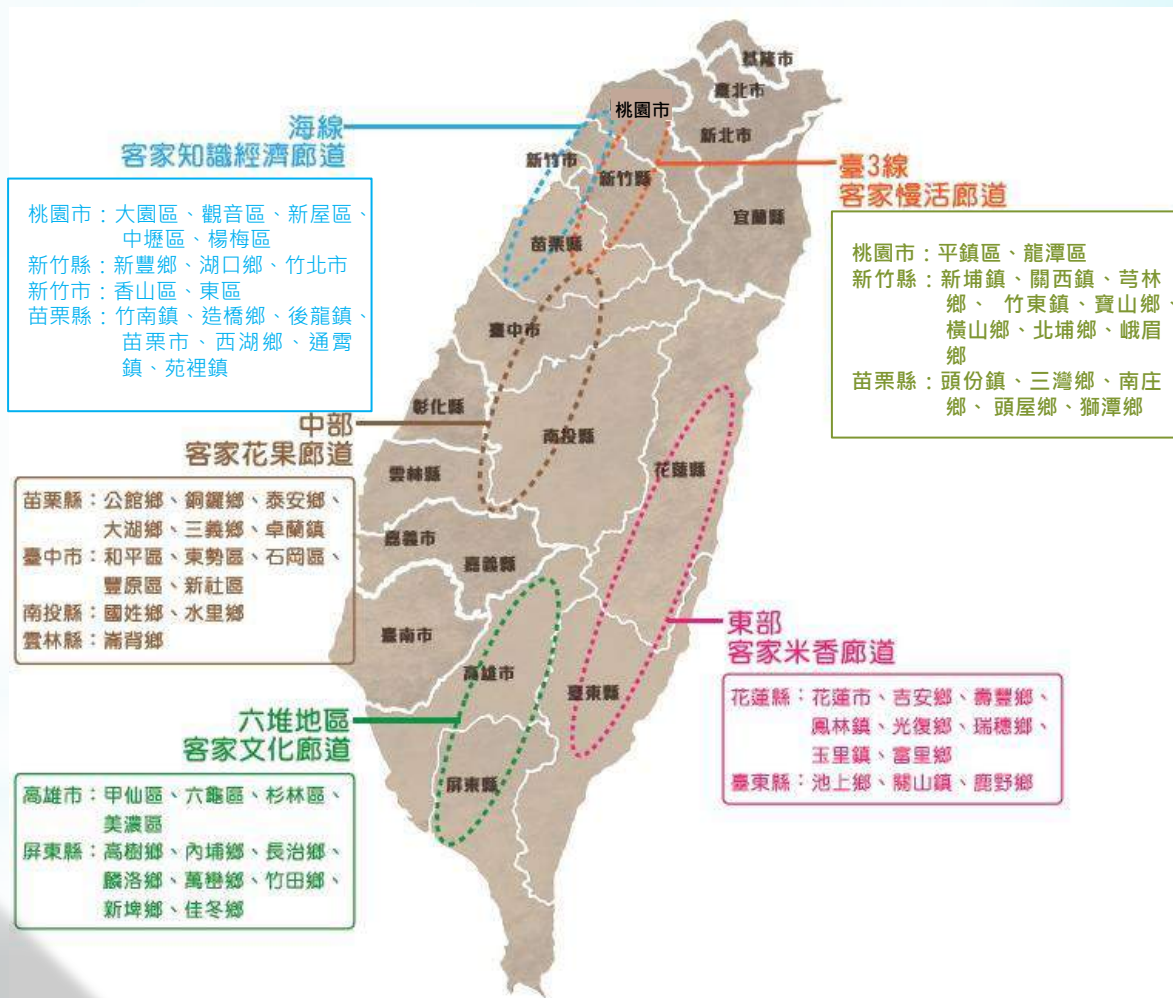 基隆市
臺北市
桃園市
新北市
海線
客家知識經濟廊道
新竹市
新竹縣
臺3線
客家慢活廊道
宜蘭縣
苗栗縣
桃園市：大園區、觀音區、新屋區、
中壢區、楊梅區
新竹縣：新豐鄉、湖口鄉、竹北市
新竹市：香山區、東區
苗栗縣：竹南鎮、造橋鄉、後龍鎮、
苗栗市、西湖鄉、通霄
鎮、苑裡鎮
桃園市：平鎮區、龍潭區
新竹縣：新埔鎮、關西鎮、芎林
鄉、 竹東鎮、寶山鄉、
橫山鄉、北埔鄉、峨眉
鄉
苗栗縣：頭份鎮、三灣鄉、南庄
鄉、 頭屋鄉、獅潭鄉
臺中市
彰化縣
中部
客家花果廊道
南投縣
花蓮縣
雲林縣
苗栗縣：公館鄉、銅鑼鄉、泰安鄉、
大湖鄉、三義鄉、卓蘭鎮
臺中市：和平區、東勢區、石岡區、
豐原區、新社區
南投縣：國姓鄉、水里鄉
雲林縣：崙背鄉
嘉義市
嘉義縣
臺南市
高雄市
臺東縣
東部
客家米香廊道
花蓮縣：花蓮市、吉安鄉、壽豐鄉、
鳳林鎮、光復鄉、瑞穗鄉、
玉里鎮、富里鄉
臺東縣：池上鄉、關山鎮、鹿野鄉
六堆地區
客家文化廊道
屏東縣
高雄市：甲仙區、六龜區、杉林區、
美濃區
屏東縣：高樹鄉、內埔鄉、長治鄉、
麟洛鄉、萬巒鄉、竹田鄉、
新埤鄉、佳冬鄉